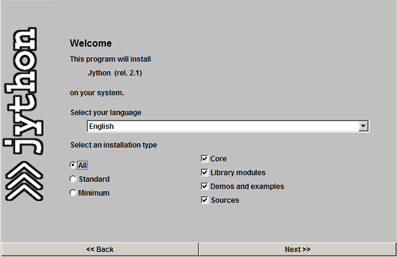 jython
Welcome
This program will install
Jython (rel. 2.1)
on your system.
Select your language
English
Select an installation type
All
Standard
Minimum
Core
Library modules
Demos and examples
Sources
<< Back
Next >>